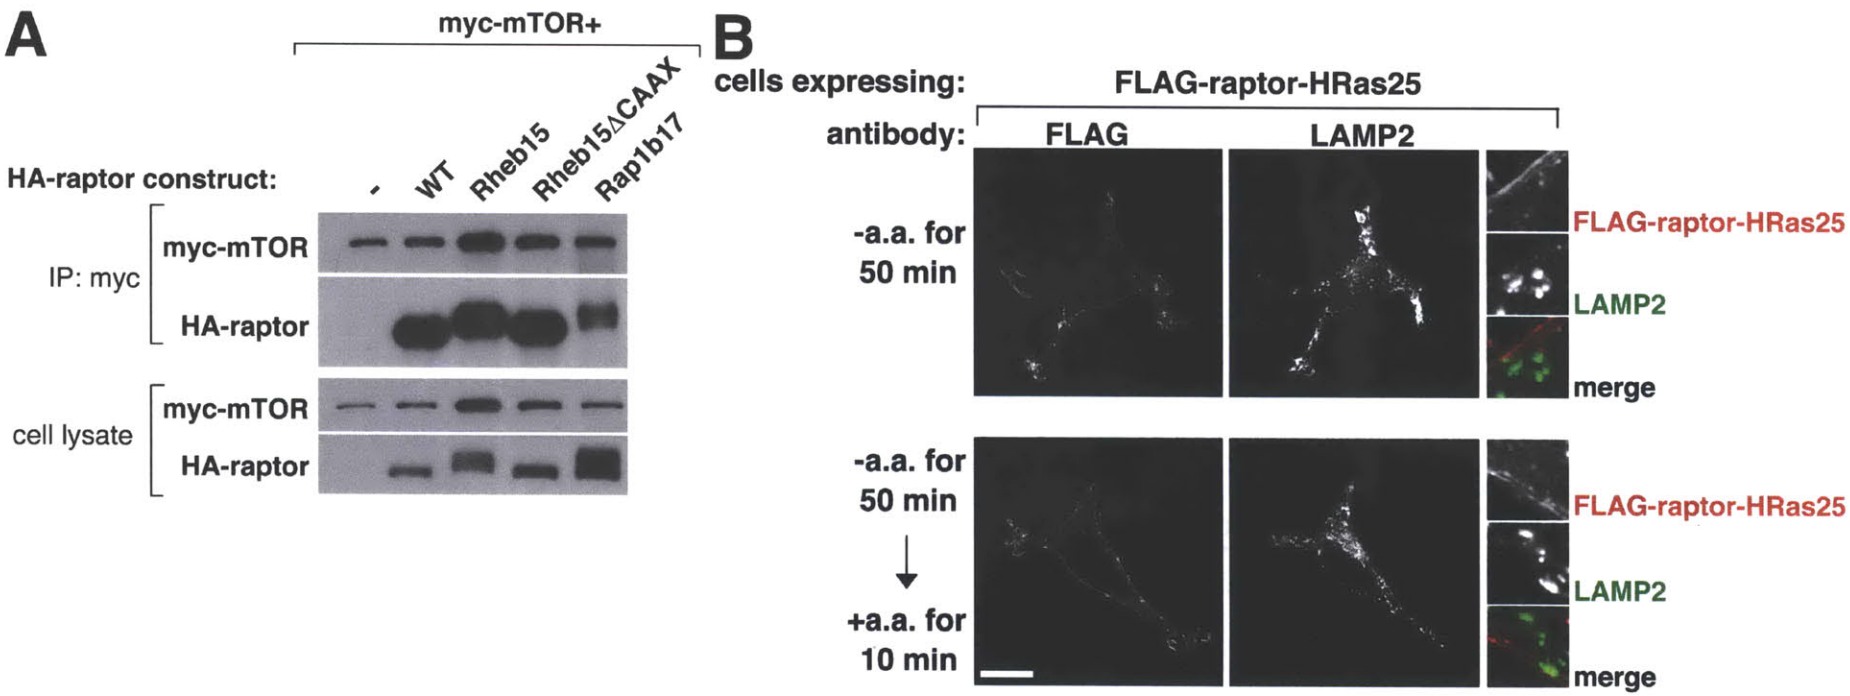 A
myc-mTOR+
HA-raptor construct:
-
WT
Rheb15
Rheb15ΔCAAX
Rap1b17
IP: myc
myc-mTOR
HA-raptor
cell lysate
myc-mTOR
HA-raptor
B
cells expressing:
FLAG-raptor-HRas25
antibody:
FLAG
LAMP2
-a.a. for
50 min
FLAG-raptor-HRas25
LAMP2
merge
-a.a. for
50 min
+a.a. for
10 min
FLAG-raptor-HRas25
LAMP2
merge